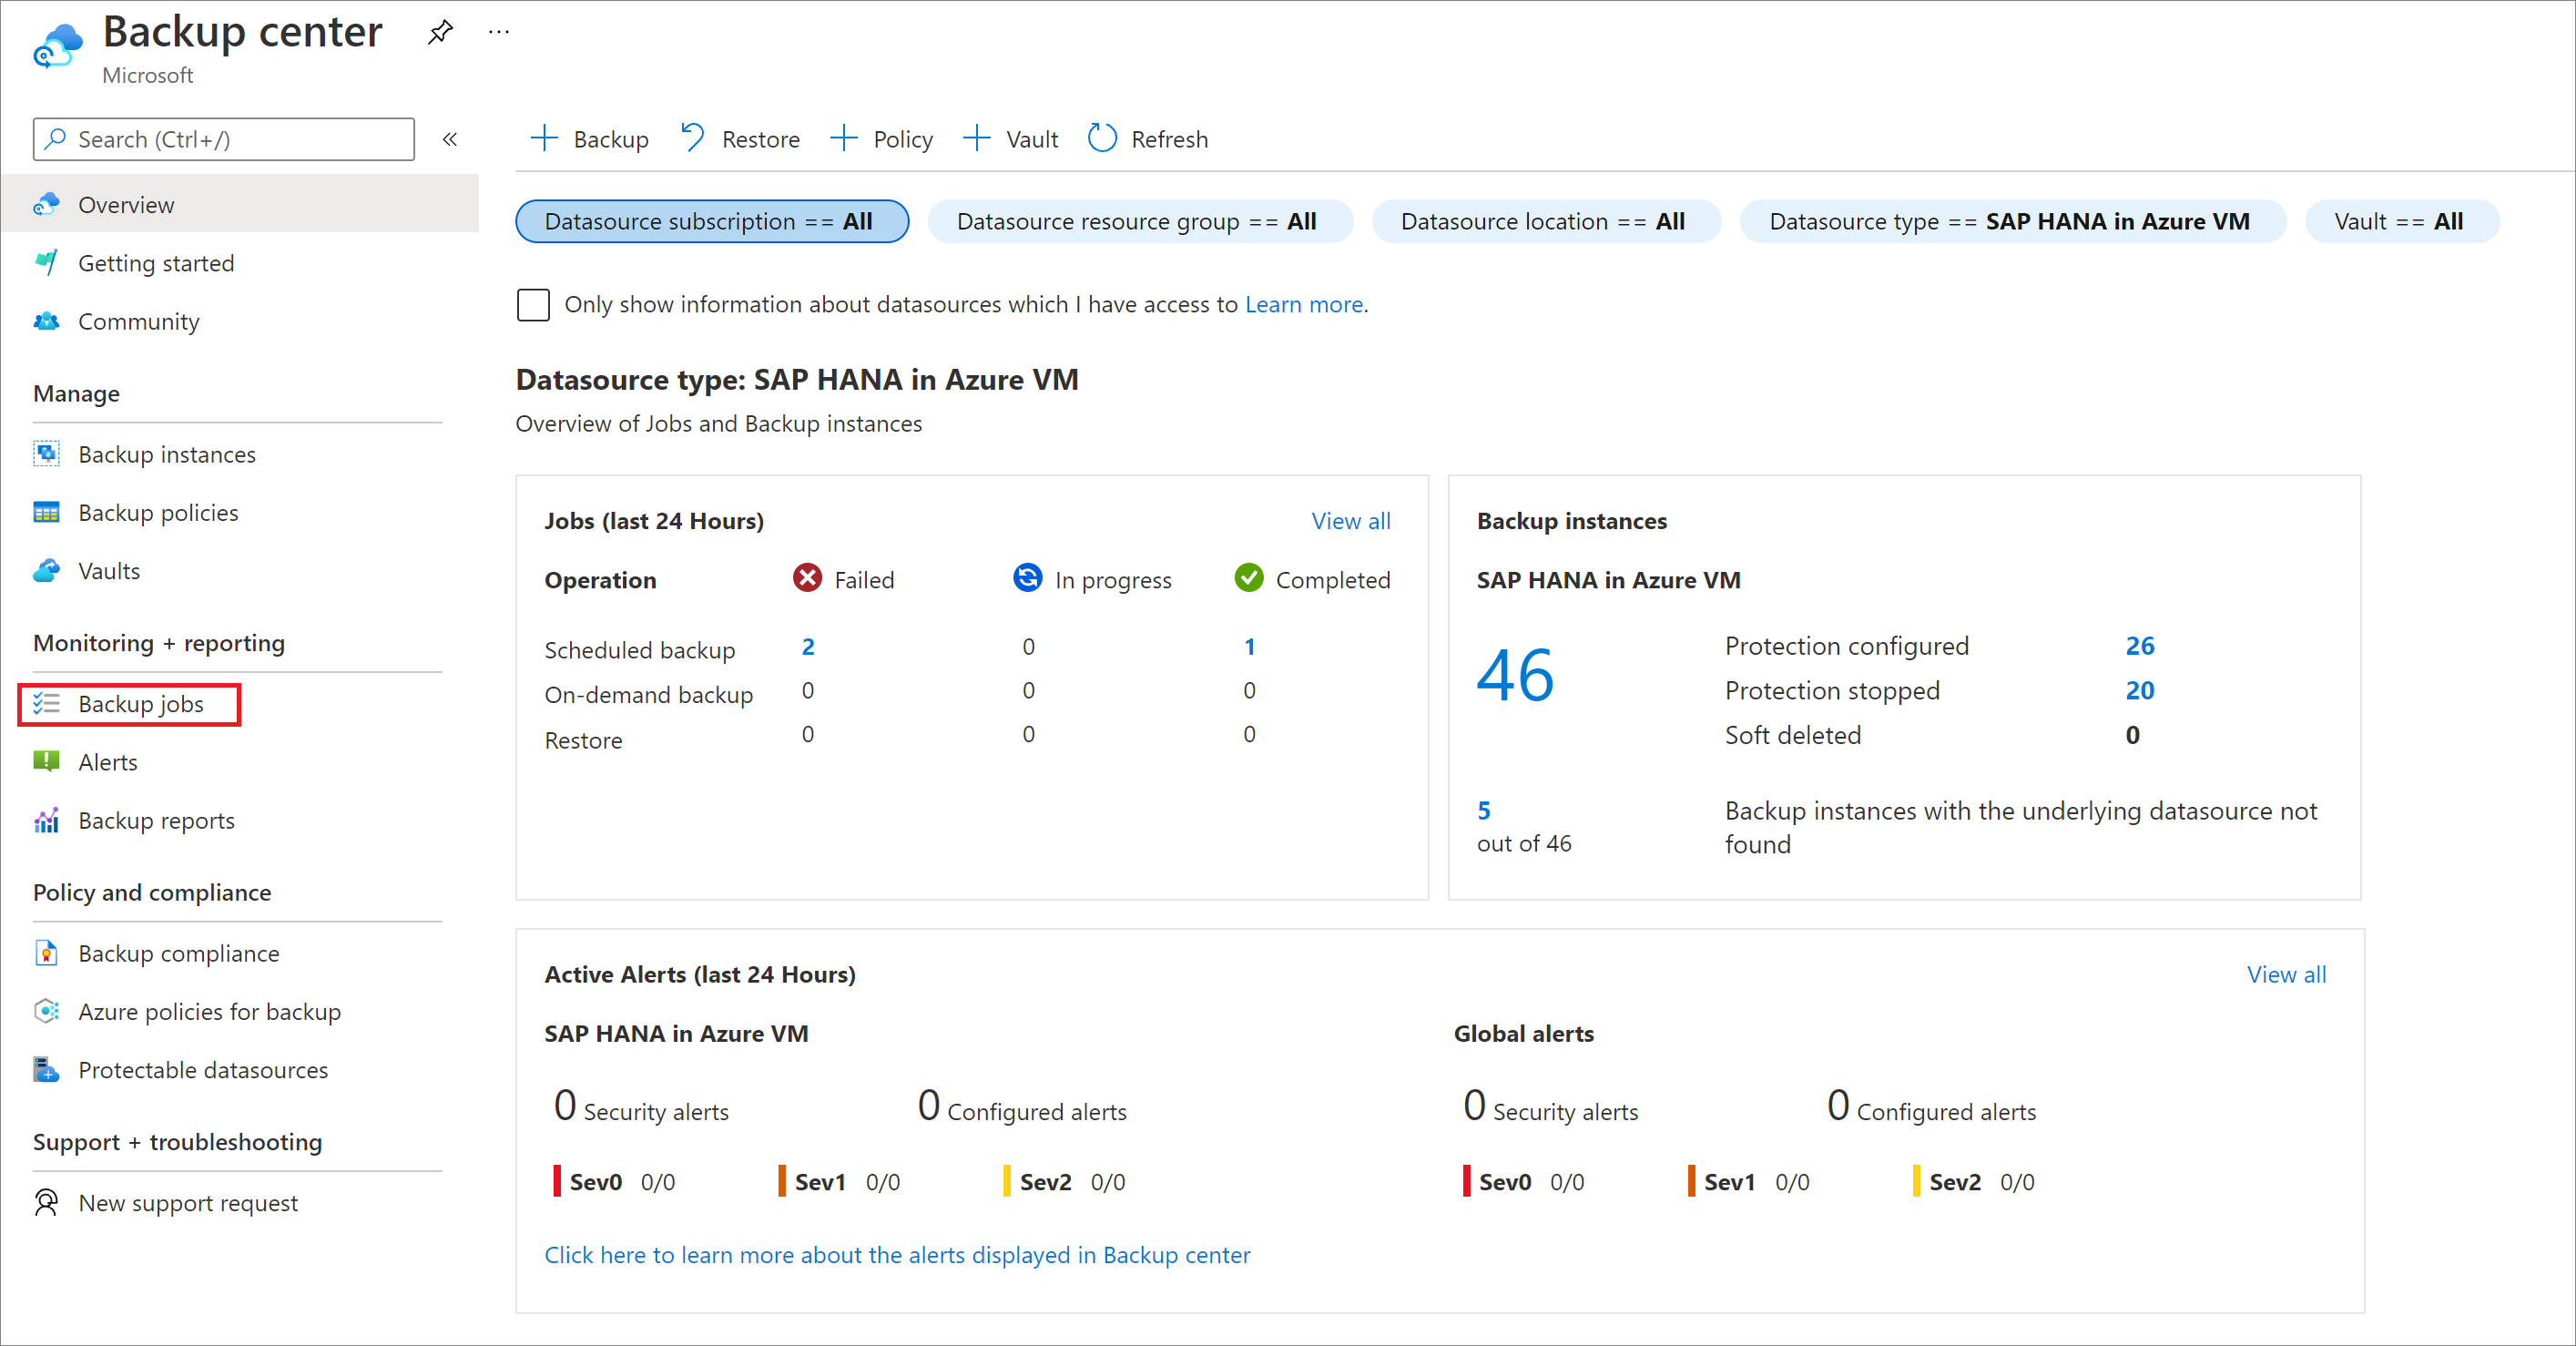 Backup center
...
Microsoft
Search (Ctrl+/)
«
Overview
Getting started
Community
Manage
Backup instances
Backup policies
Vaults
Monitoring + reporting
Backup jobs
Alerts
Backup reports
Policy and compliance
Backup compliance
Azure policies for backup
Protectable datasources
Support + troubleshooting
New support request
Backup Restore Policy Vault Refresh
Datasource subscription == All Datasource resource group == All Datasource location == All Datasource type == SAP HANA in Azure VM Vault == All
Only show information about datasources which I have access to Learn more.
Datasource type: SAP HANA in Azure VM
Overview of Jobs and Backup instances
Jobs (last 24 Hours) View all
Operation Failed In progress Completed
Scheduled backup 2 0 1
On-demand backup 0 0 0
Restore 0 0 0
Backup instances
SAP HANA in Azure VM
46
Protection configured 26
Protection stopped 20
Soft deleted 0
5
out of 46
Backup instances with the underlying datasource not
found
Active Alerts (last 24 Hours) View all
SAP HANA in Azure VM Global alerts
0 Security alerts 0 Configured alerts 0 Security alerts 0 Configured alerts
Sev0 0/0 Sev1 0/0 Sev2 0/0 Sev0 0/0 Sev1 0/0 Sev2 0/0
Click here to learn more about the alerts displayed in Backup center